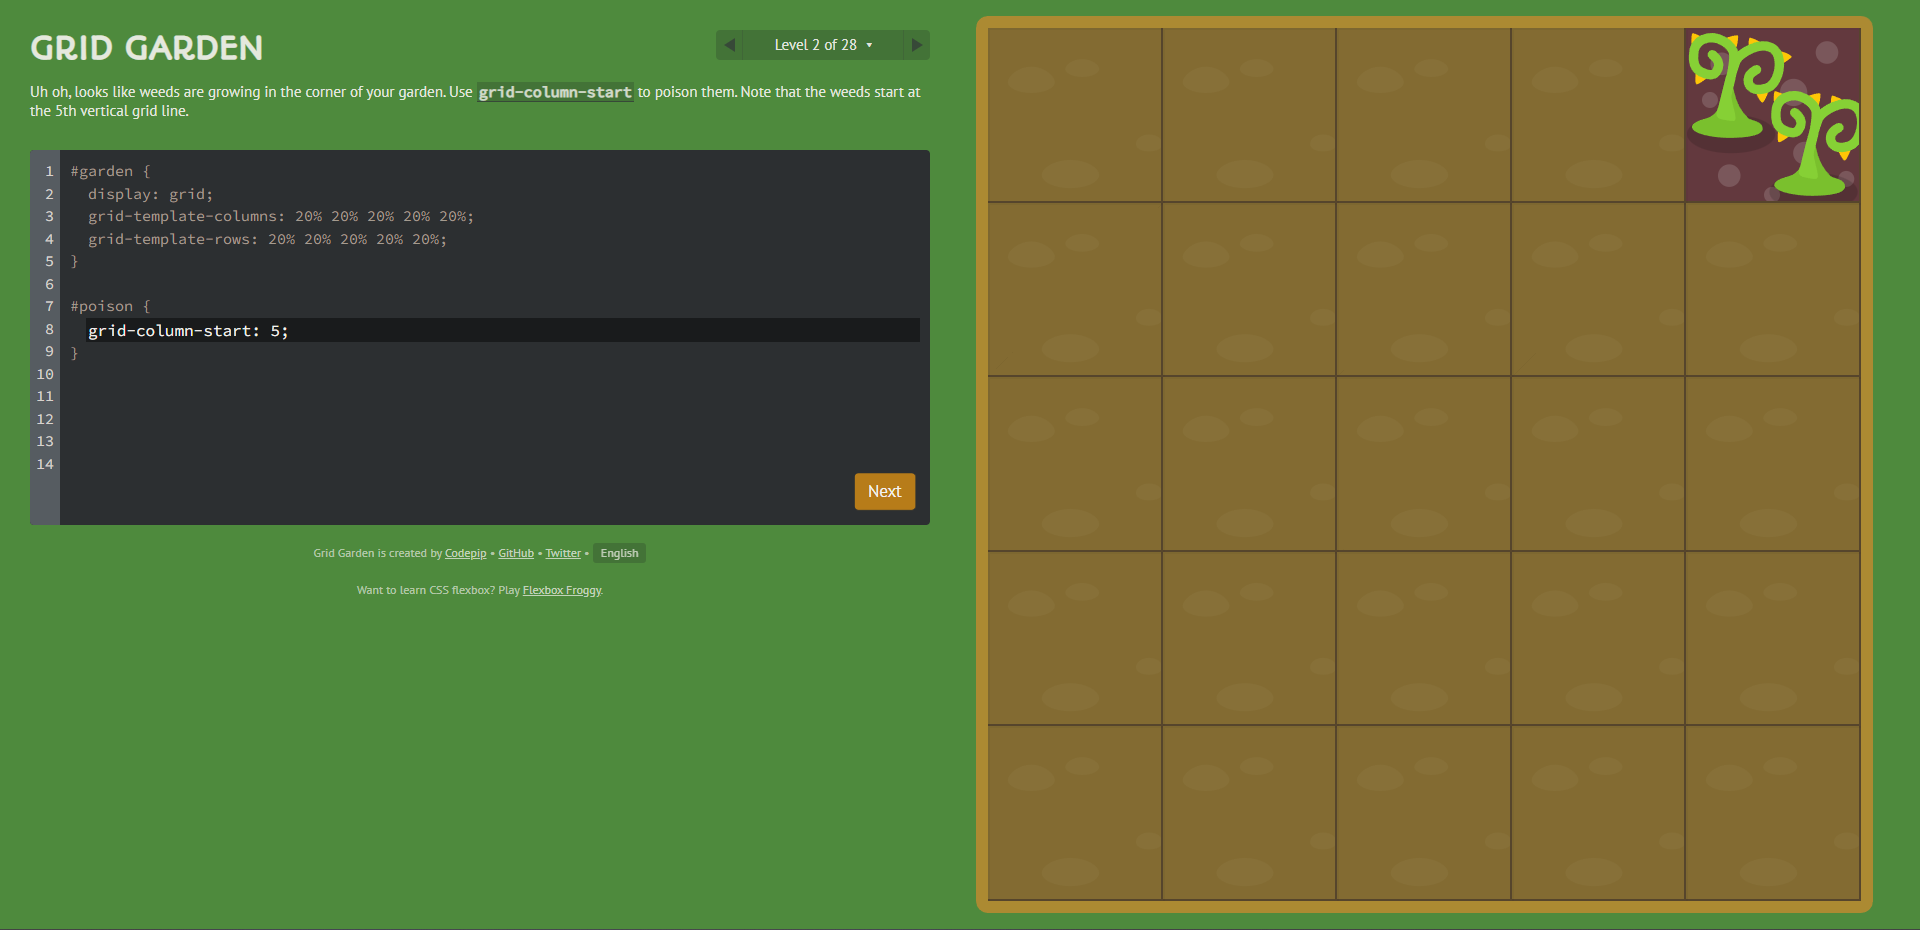 GRID GARDEN
◀ Level 2 of 28 ▾ ▶
Uh oh, looks like weeds are growing in the corner of your garden. Use grid-column-start to poison them. Note that the weeds start at
the 5th vertical grid line.
1 #garden {
2 display: grid;
3 grid-template-columns: 20% 20% 20% 20% 20%;
4 grid-template-rows: 20% 20% 20% 20% 20%;
5 }
6
7 #poison {
8 grid-column-start: 5;
9 }
10
11
12
13
14
Next
Grid Garden is created by Codepip • GitHub • Twitter • English
Want to learn CSS flexbox? Play Flexbox Froggy.